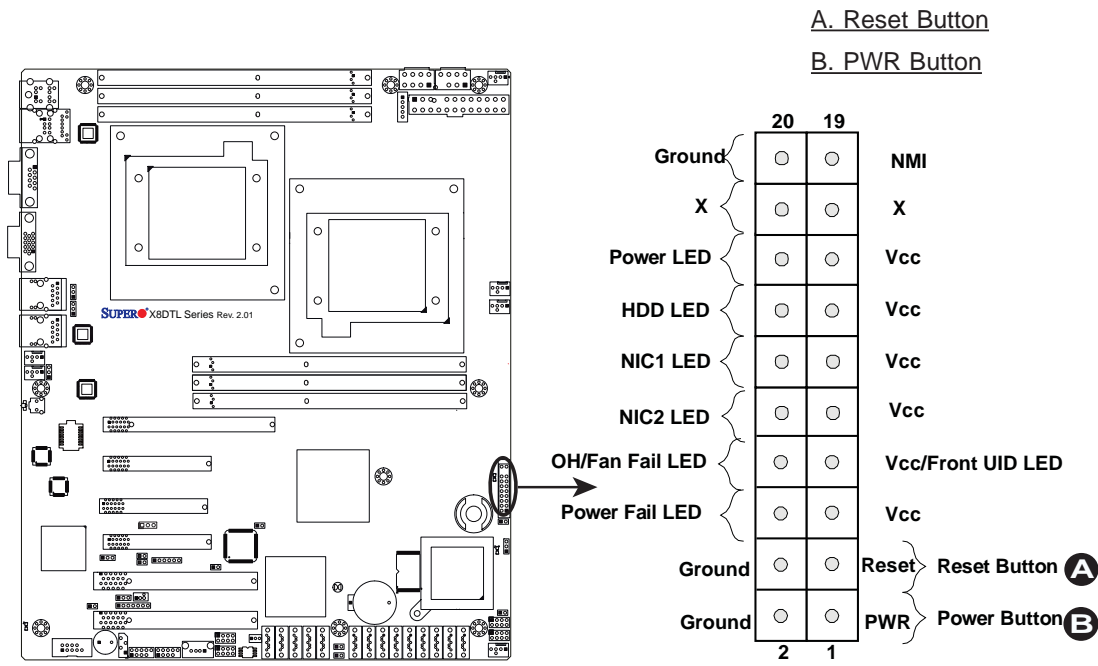 A. Reset Button
B. PWR Button
20 19
Ground NMI
X X
Power LED Vcc
HDD LED Vcc
NIC1 LED Vcc
NIC2 LED Vcc
OH/Fan Fail LED Vcc/Front UID LED
Power Fail LED Vcc
Ground Reset Reset Button A
Ground PWR Power Button B
2 1
SUPER X8DTL Series Rev. 2.01